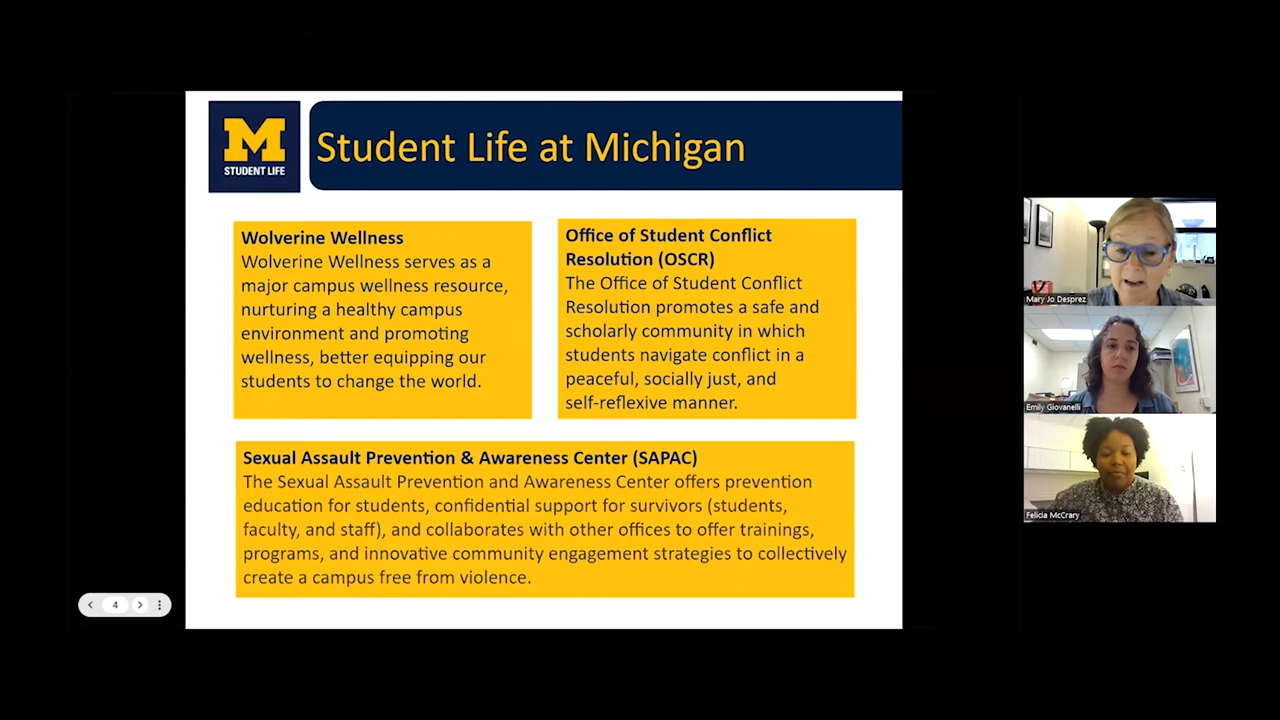 M
STUDENT LIFE
Student Life at Michigan
Wolverine Wellness
Wolverine Wellness serves as a
major campus wellness resource,
nurturing a healthy campus
environment and promoting
wellness, better equipping our
students to change the world.
Office of Student Conflict
Resolution (OSCR)
The Office of Student Conflict
Resolution promotes a safe and
scholarly community in which
students navigate conflict in a
peaceful, socially just, and
self-reflexive manner.
Sexual Assault Prevention & Awareness Center (SAPAC)
The Sexual Assault Prevention and Awareness Center offers prevention
education for students, confidential support for survivors (students,
faculty, and staff), and collaborates with other offices to offer trainings,
programs, and innovative community engagement strategies to collectively
create a campus free from violence.
4
Mary Jo Desprez
Emily Giovanelli
Felicia McCrary